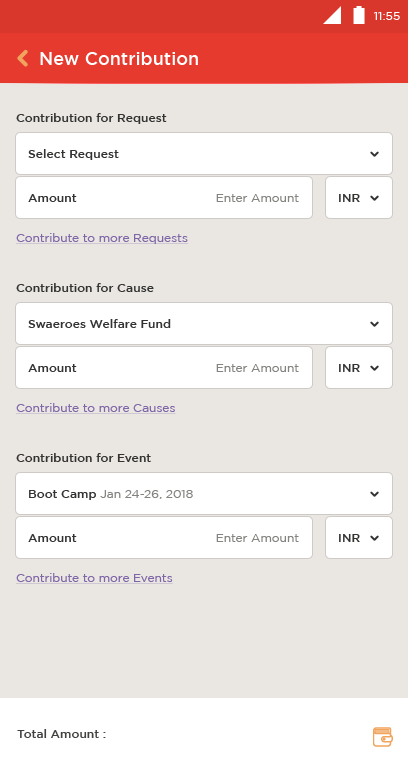 11:55
New Contribution
Contribution for Request
Select Request
Amount Enter Amount INR
Contribute to more Requests
Contribution for Cause
Swaeroes Welfare Fund
Amount Enter Amount INR
Contribute to more Causes
Contribution for Event
Boot Camp Jan 24-26, 2018
Amount Enter Amount INR
Contribute to more Events
Total Amount :